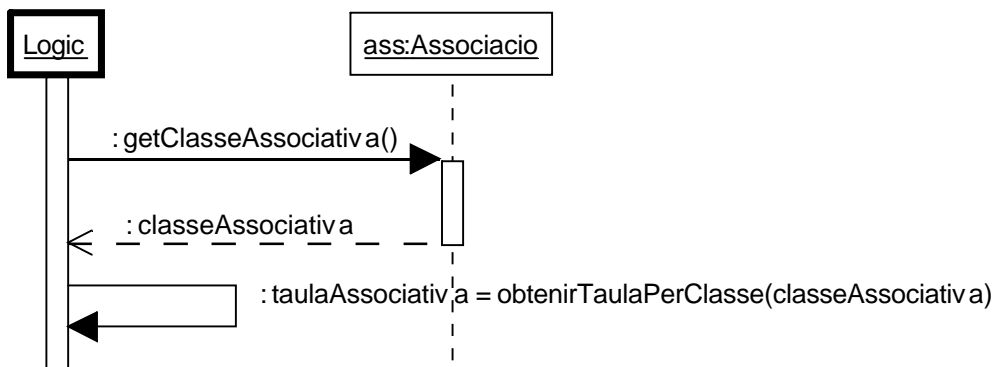 Logic
ass:Associacio
: getClasseAssociativa()
: classeAssociativa
: taulaAssociativa = obtenirTaulaPerClasse(classeAssociativa)